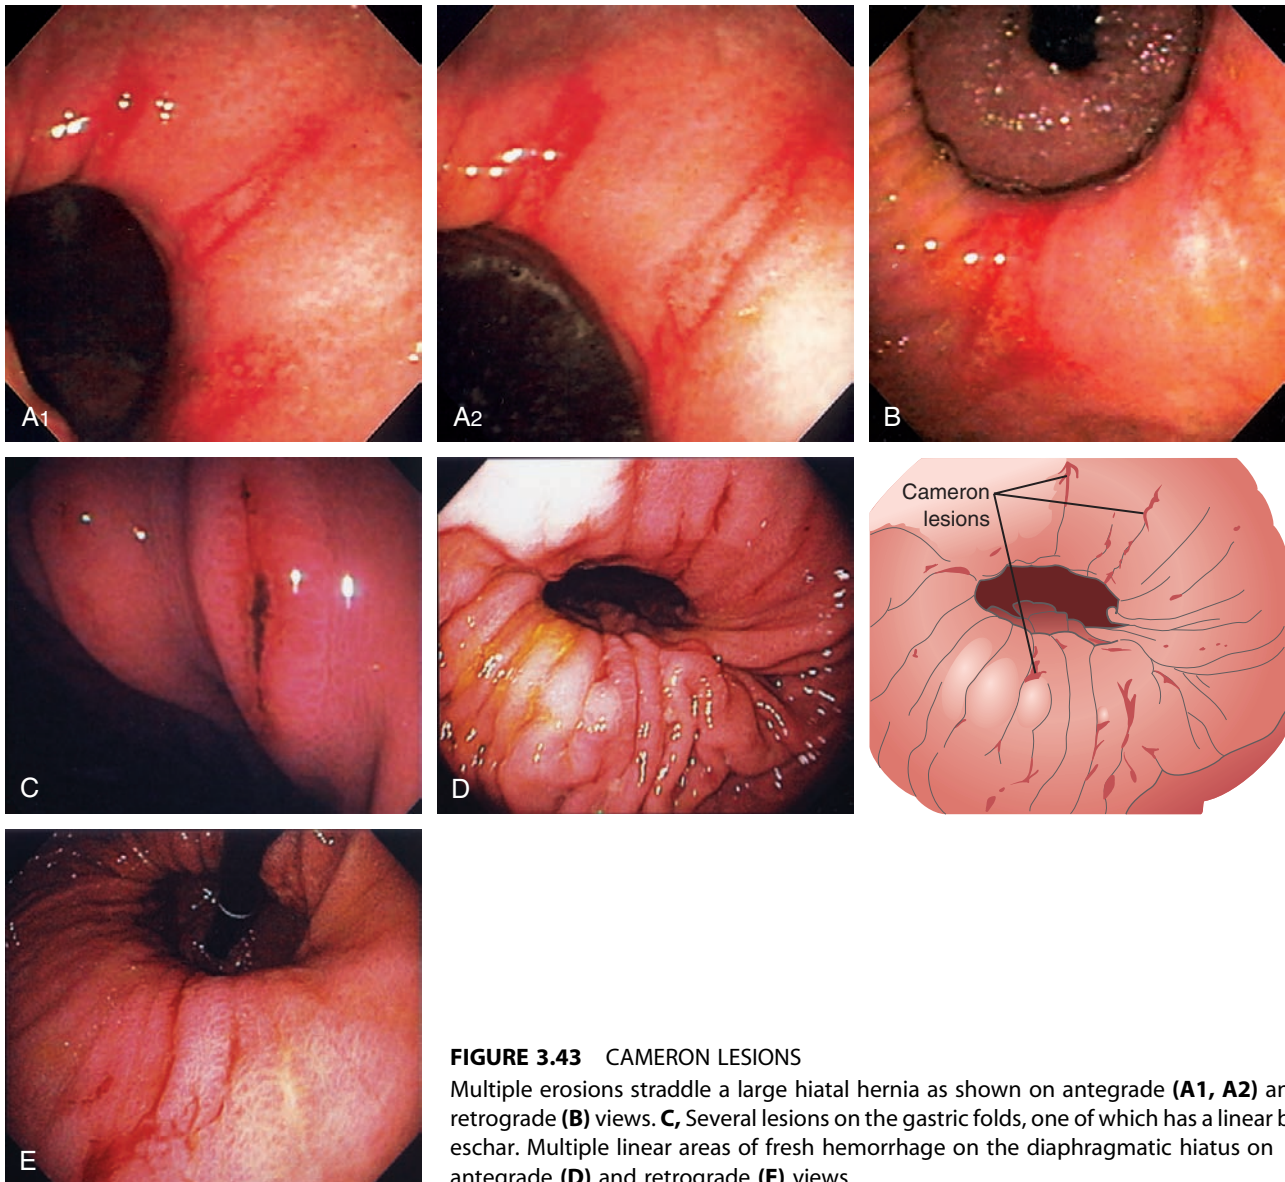 A1
A2
B
C
D
Cameron
lesions
E
FIGURE 3.43 CAMERON LESIONS
Multiple erosions straddle a large hiatal hernia as shown on antegrade (A1, A2)
retrograde (B) views. C, Several lesions on the gastric folds, one of which has a linear
eschar. Multiple linear areas of fresh hemorrhage on the diaphragmatic hiatus on
antegrade (D) and retrograde (E) views